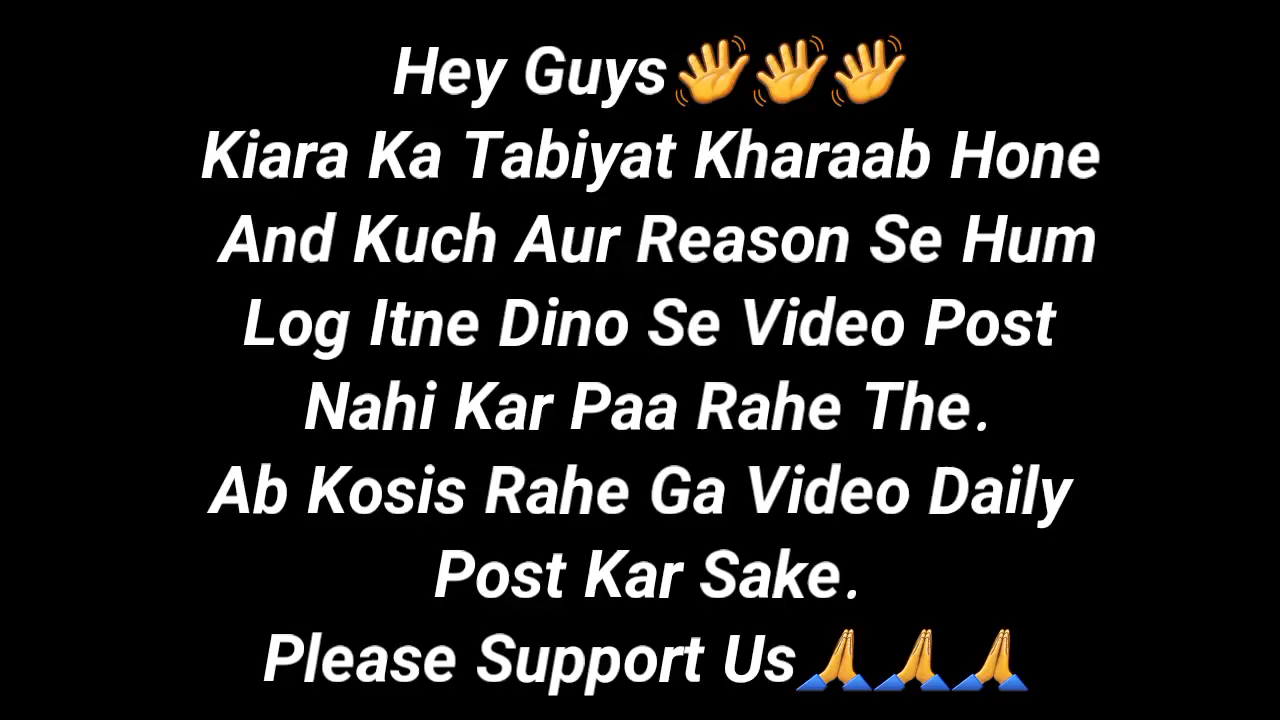 Hey Guys👋👋👋
Kiara Ka Tabiyat Kharaab Hone
And Kuch Aur Reason Se Hum
Log Itne Dino Se Video Post
Nahi Kar Paa Rahe The.
Ab Kosis Rahe Ga Video Daily
Post Kar Sake.
Please Support Us🙏🙏🙏